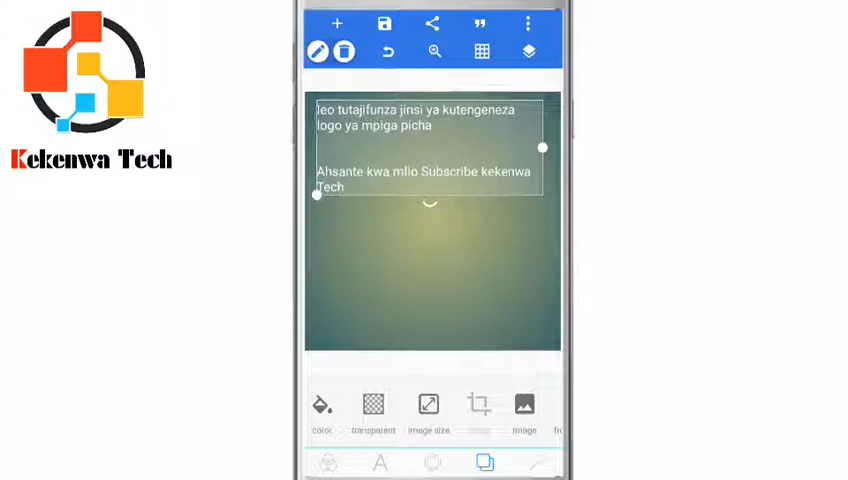 Kekenwa Tech
leo tutajifunza jinsi ya kutengeneza
logo ya mpiga picha
Ahsante kwa mlio Subscribe kekenwa
Tech
color
transparent
image size
image
A